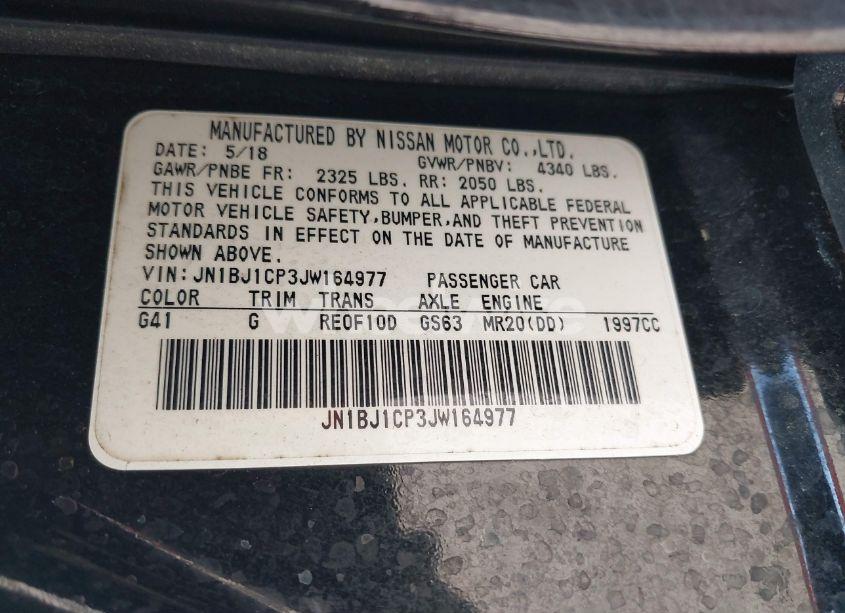 MANUFACTURED BY NISSAN MOTOR CO.,LTD.
DATE: 5/18 GVWR/PNBV: 4340 LBS.
GAWR/PNBE FR: 2325 LBS. RR: 2050 LBS.
THIS VEHICLE CONFORMS TO ALL APPLICABLE FEDERAL
MOTOR VEHICLE SAFETY,BUMPER,AND THEFT PREVENTION
STANDARDS IN EFFECT ON THE DATE OF MANUFACTURE
SHOWN ABOVE.
VIN:JN1BJ1CP3JW164977 PASSENGER CAR
COLOR TRIM TRANS AXLE ENGINE
G41 G RE0F10D GS63 MR20(DD) 1997CC
JN1BJ1CP3JW164977